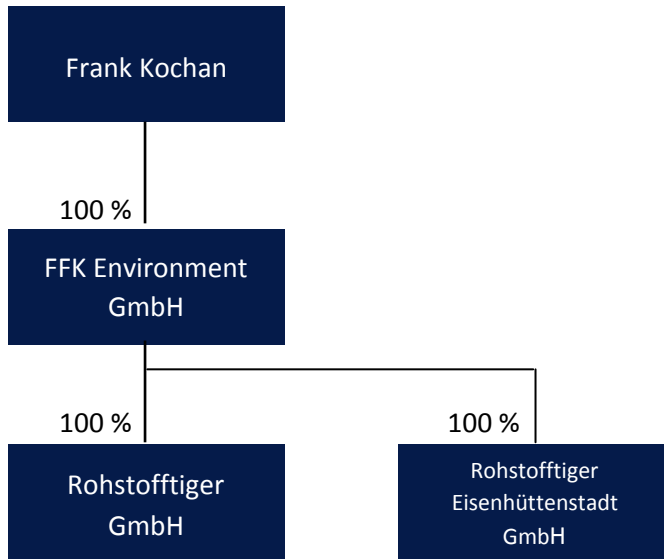 Frank Kochan
100 %
FFK Environment
GmbH
100 %
100 %
Rohstofftiger
GmbH
Rohstofftiger
Eisenhüttenstadt
GmbH